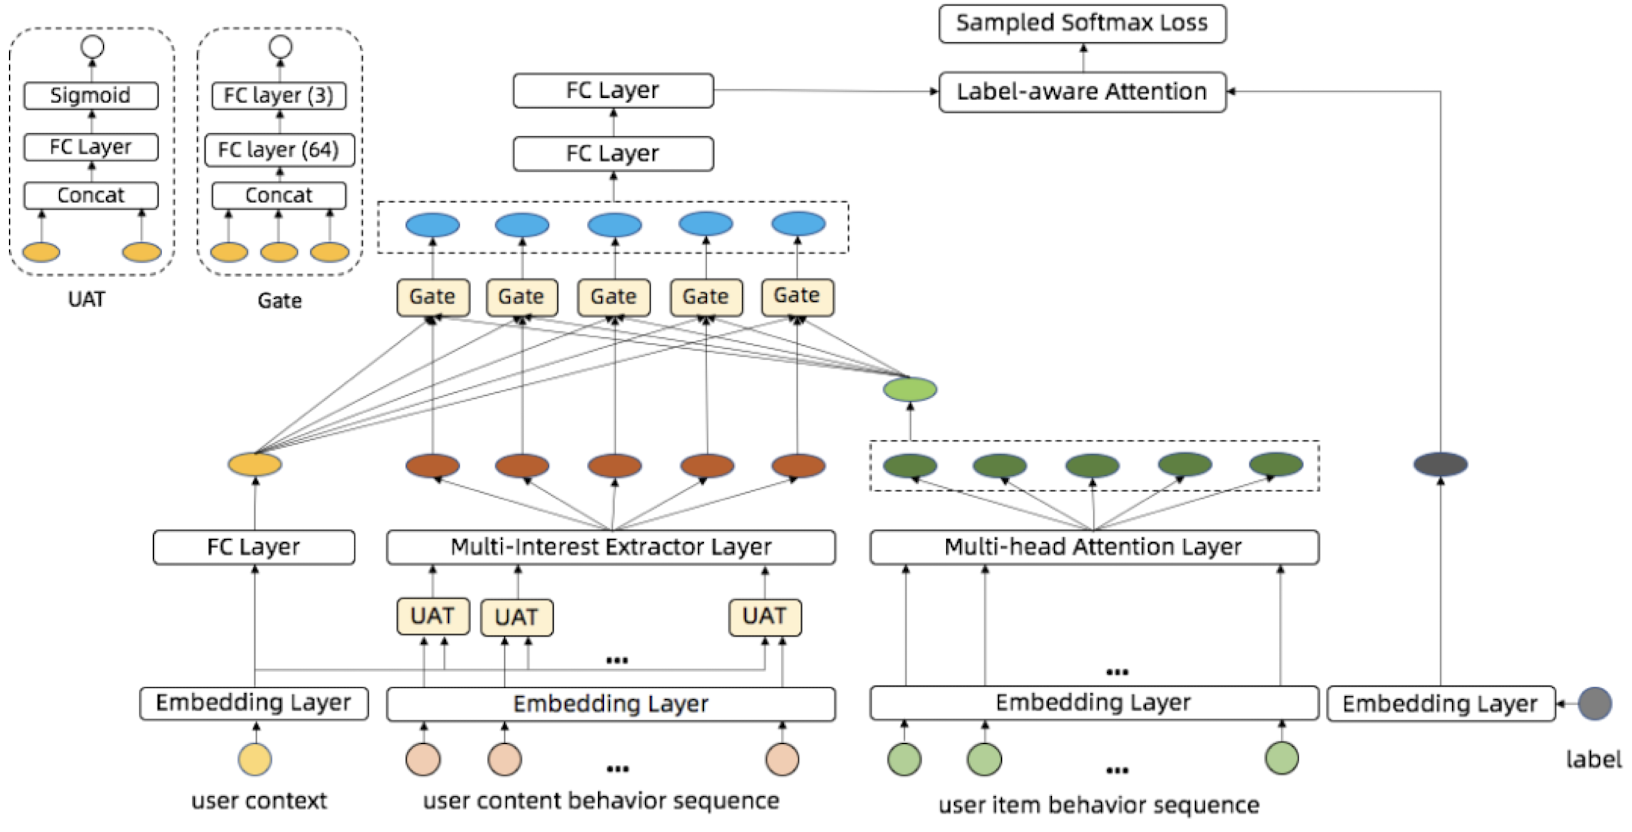 Sampled Softmax Loss
Label-aware Attention
FC Layer
FC Layer
Sigmoid
FC Layer
Concat
UAT
FC layer (3)
FC layer (64)
Concat
Gate
Gate
Gate
Gate
Gate
Gate
FC Layer
Multi-Interest Extractor Layer
Multi-head Attention Layer
UAT
UAT
UAT
...
...
Embedding Layer
Embedding Layer
Embedding Layer
Embedding Layer
...
...
label
user context
user content behavior sequence
user item behavior sequence